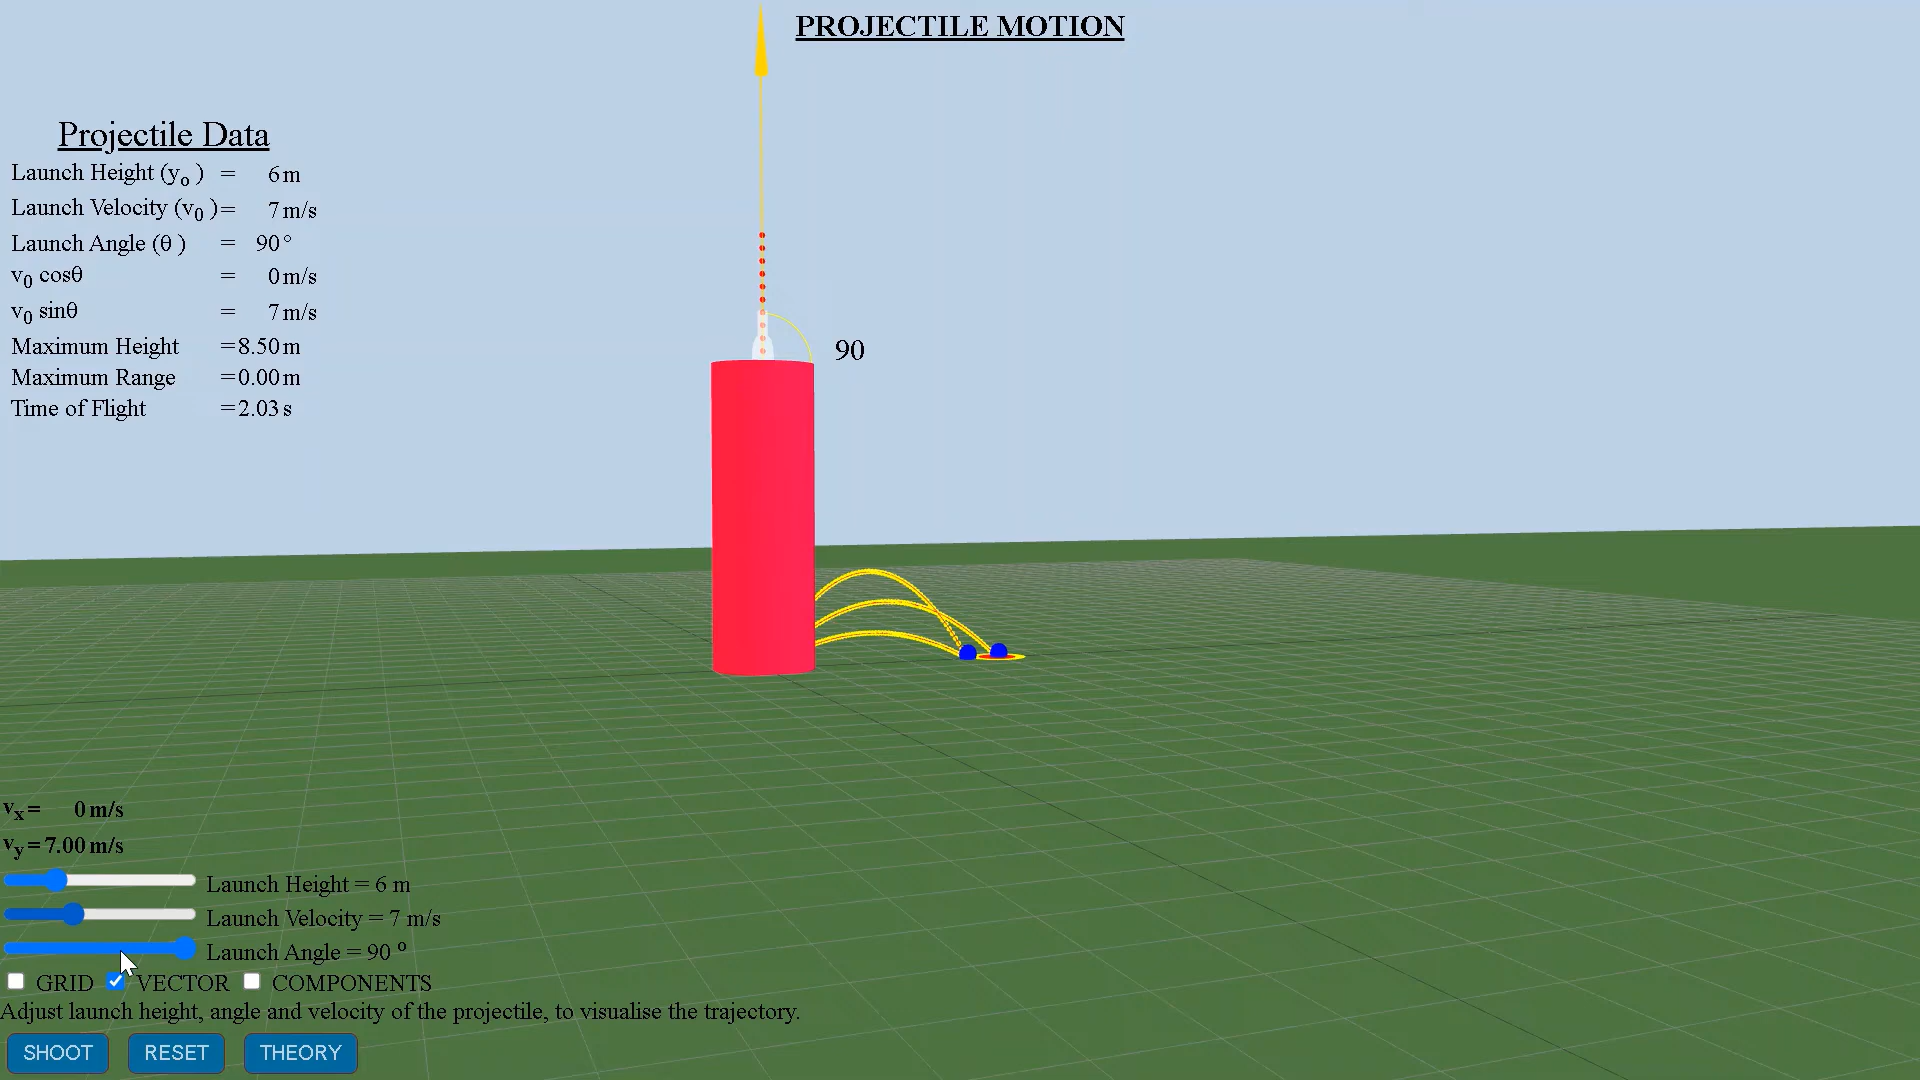 PROJECTILE MOTION
Projectile Data
Launch Height (yo ) = 6 m
Launch Velocity (v0 ) = 7 m/s
Launch Angle (θ ) = 90 °
v0 cosθ = 0 m/s
v0 sinθ = 7 m/s
Maximum Height = 8.50 m
Maximum Range = 0.00 m
Time of Flight = 2.03 s
90
vx = 0 m/s
vy = 7.00 m/s
Launch Height = 6 m
Launch Velocity = 7 m/s
Launch Angle = 90 º
GRID VECTOR COMPONENTS
Adjust launch height, angle and velocity of the projectile, to visualise the trajectory.
SHOOT RESET THEORY